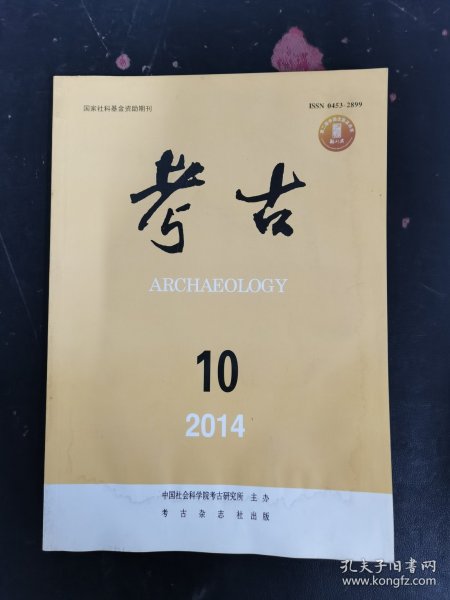 国家社科基金资助期刊
ISSN 0453-2899
考古
ARCHAEOLOGY
10
2014
中国社会科学院考古研究所 主办
考古杂志社出版
孔夫子旧书网
www.kongfz.com